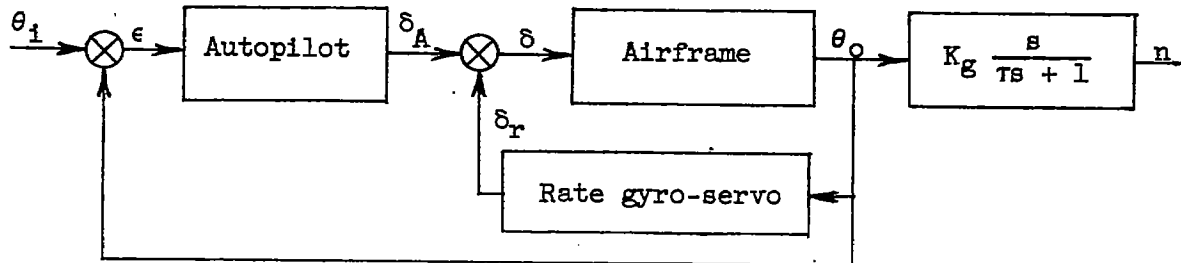 θi
ϵ
Autopilot
δA
δ
Airframe
θo
Kg s/(τs + 1)
n
δr
Rate gyro-servo